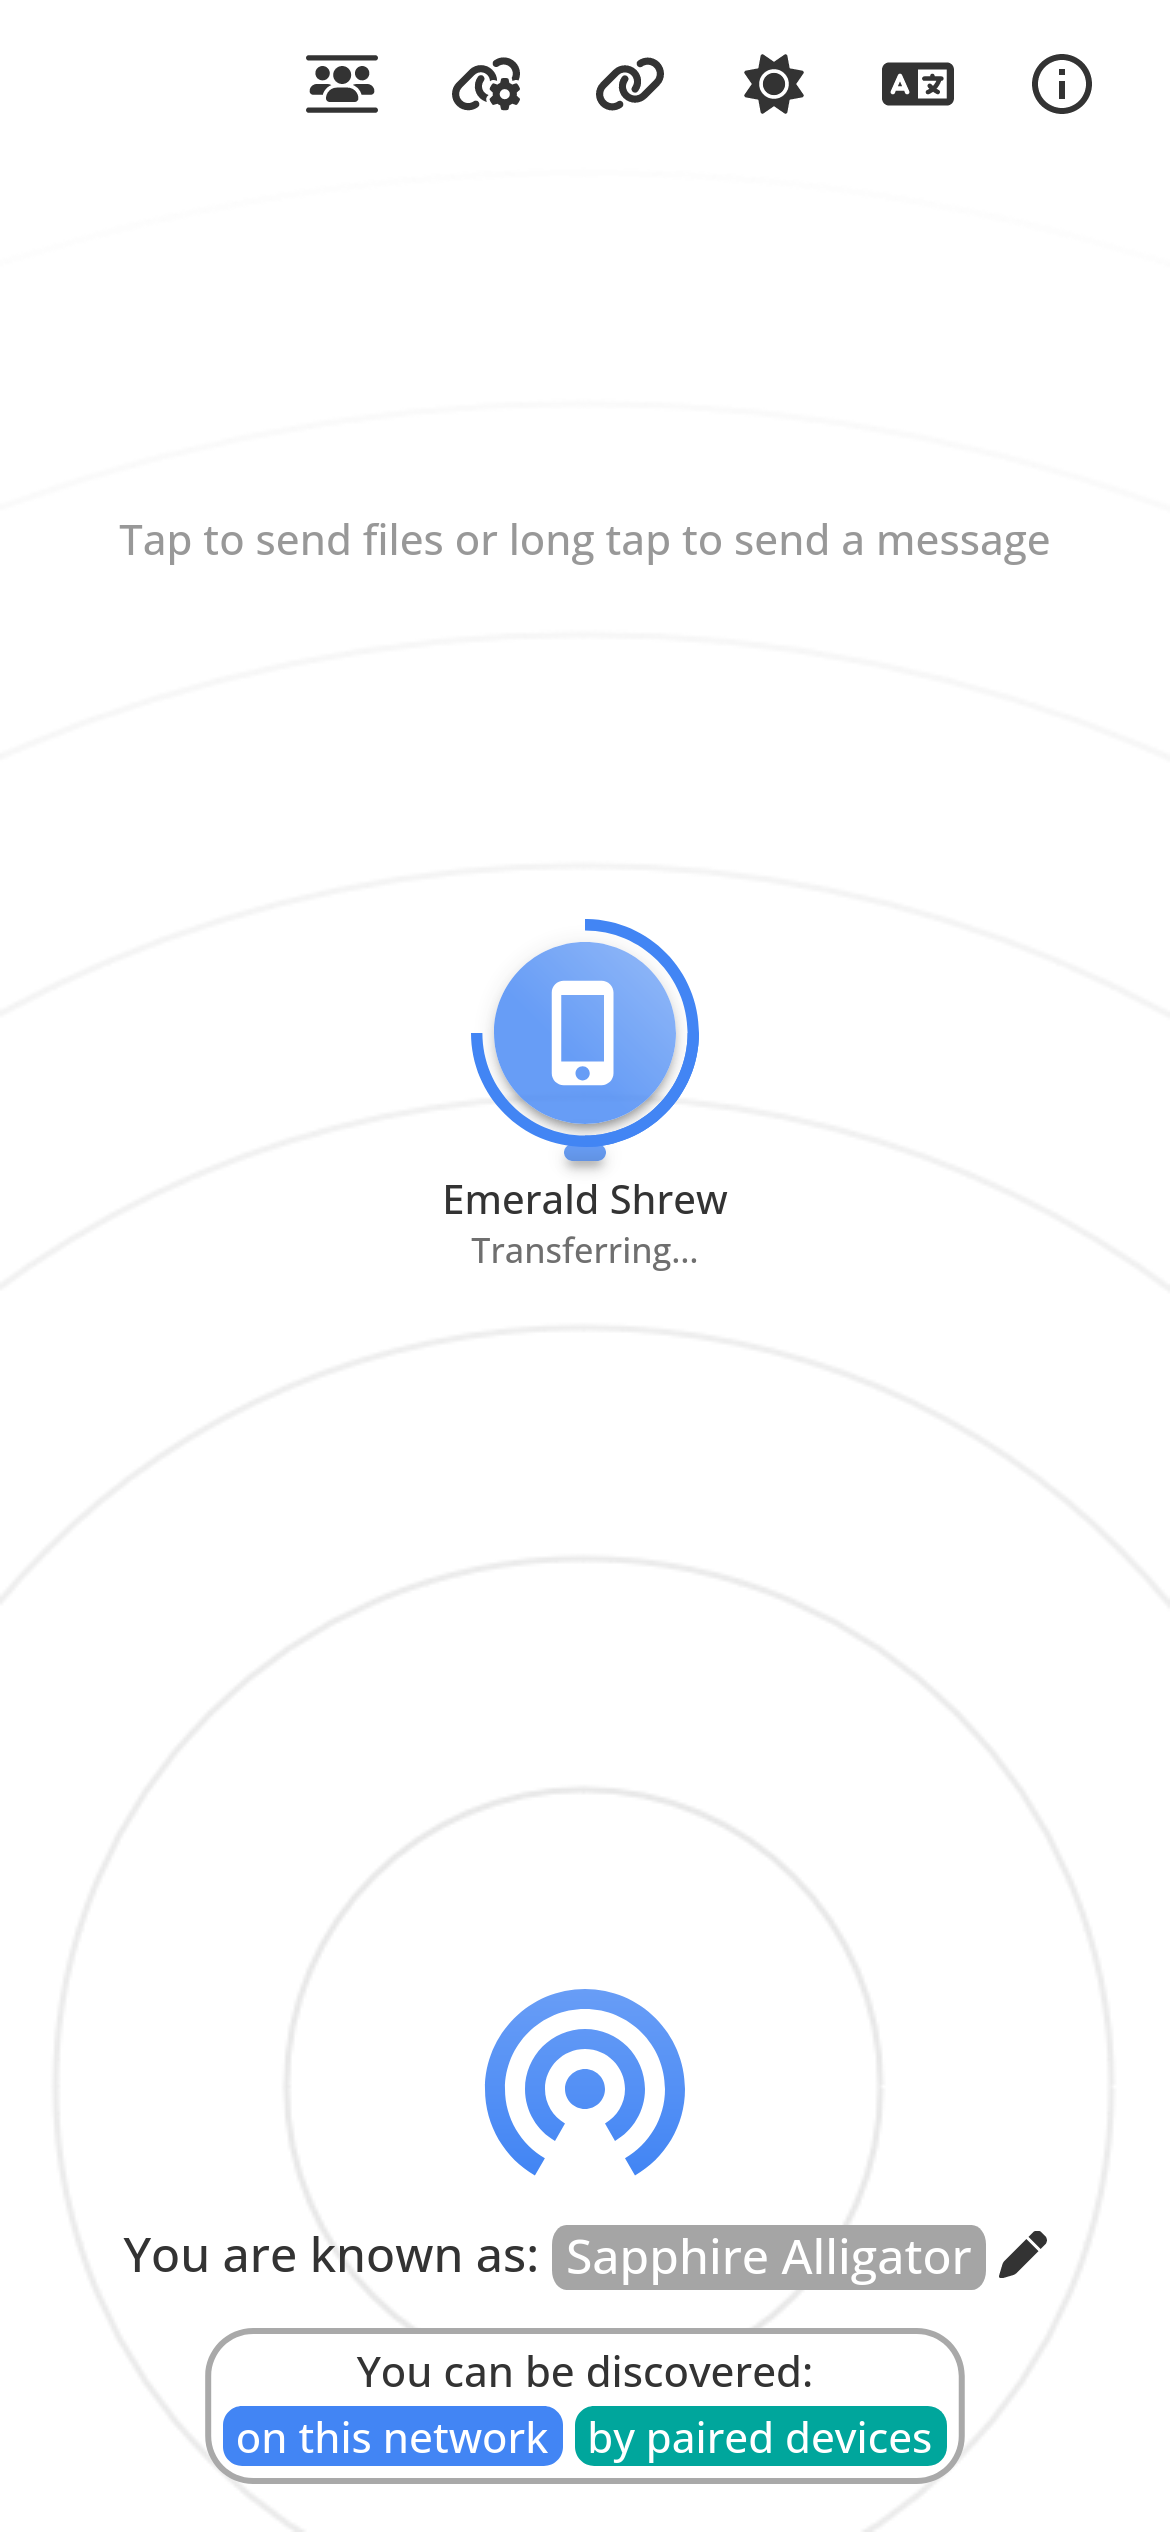 Tap to send files or long tap to send a message
Emerald Shrew
Transferring...
You are known as: Sapphire Alligator
You can be discovered:
on this network by paired devices